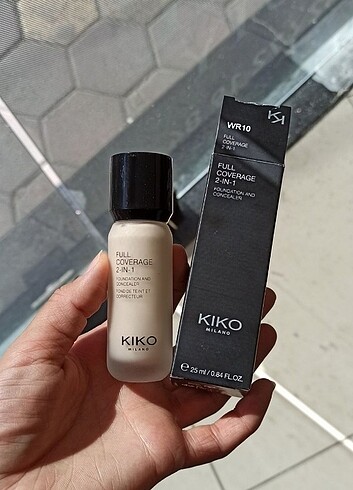 FULL
COVERAGE
2-IN-1
FOUNDATION AND
CONCEALER
FOND DE TEINT ET
CORRECTEUR
KIKO
MILANO
WR10
FULL
COVERAGE
2-IN-1
FULL
COVERAGE
2-IN-1
FOUNDATION AND
CONCEALER
KIKO
MILANO
e 25 ml / 0.84 FL.OZ.